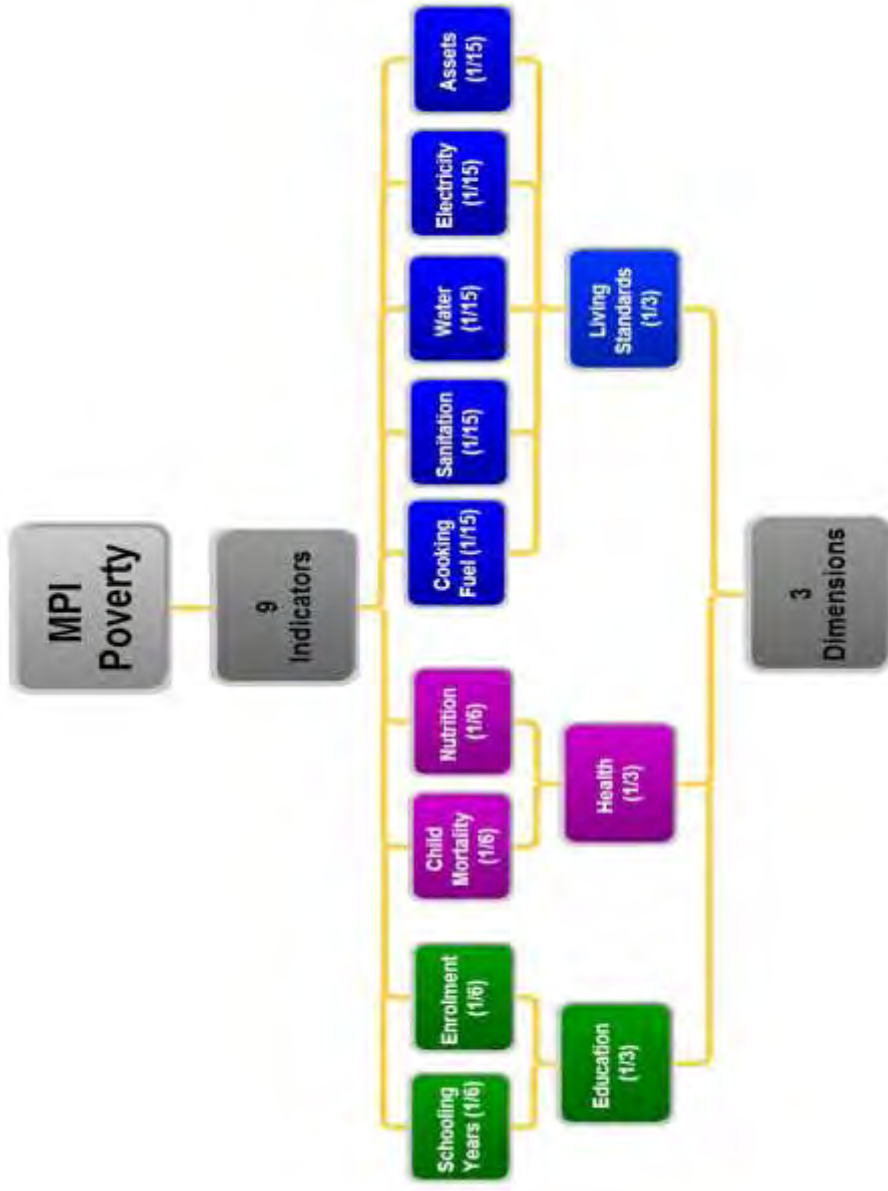 MPI
Poverty
9
Indicators
Schooling
Years (1/6)
Enrolment
(1/6)
Child
Mortality
(1/6)
Nutrition
(1/6)
Cooking
Fuel (1/15)
Sanitation
(1/15)
Water
(1/15)
Electricity
(1/15)
Assets
(1/15)
Education
(1/3)
Health
(1/3)
Living
Standards
(1/3)
3
Dimensions